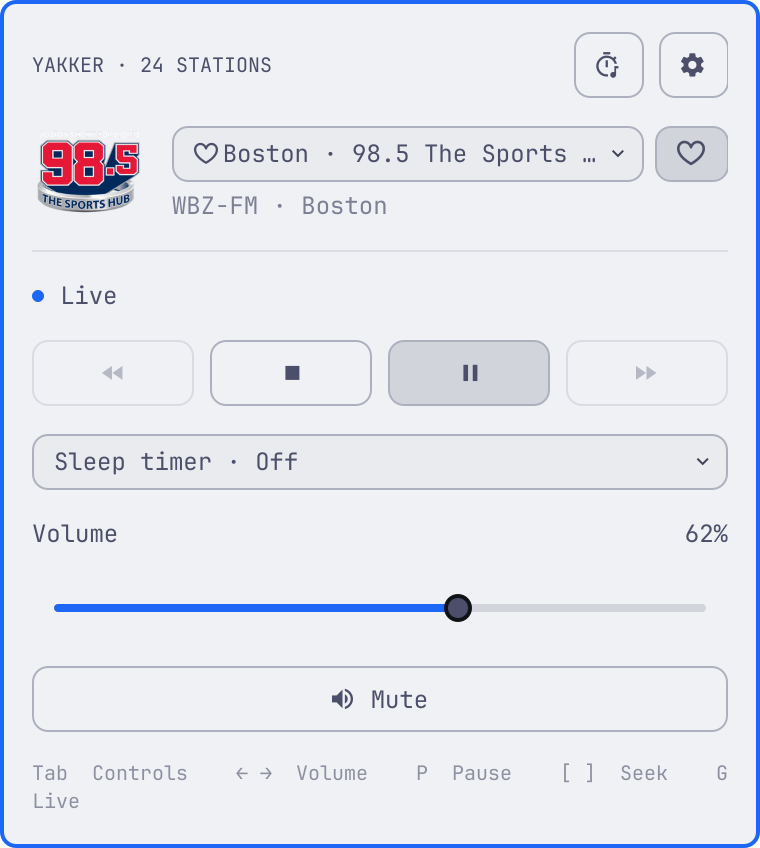 YAKKER · 24 STATIONS
98.5
THE SPORTS HUB
Boston · 98.5 The Sports …
WBZ-FM · Boston
Live
Sleep timer · Off
Volume 62%
Mute
Tab Controls ← → Volume P Pause [ ] Seek G
Live